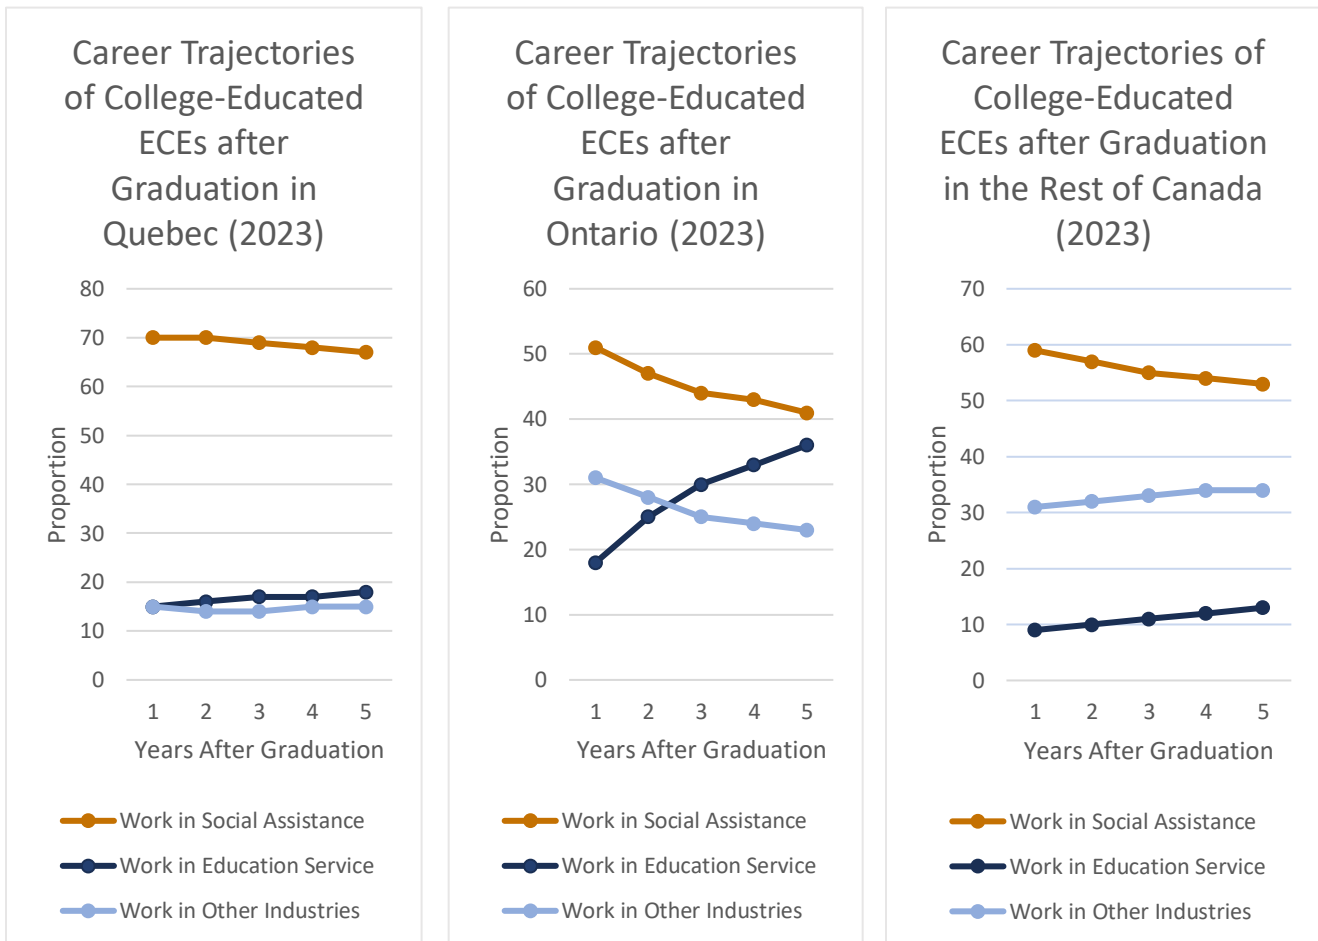 Career Trajectories
of College-Educated
ECEs after
Graduation in
Quebec (2023)
80
70
60
50
40
30
20
10
0
Proportion
1 2 3 4 5
Years After Graduation
Work in Social Assistance
Work in Education Service
Work in Other Industries
Career Trajectories
of College-Educated
ECEs after
Graduation in
Ontario (2023)
60
50
40
30
20
10
0
Proportion
1 2 3 4 5
Years After Graduation
Work in Social Assistance
Work in Education Service
Work in Other Industries
Career Trajectories of
College-Educated
ECEs after Graduation
in the Rest of Canada
(2023)
70
60
50
40
30
20
10
0
Proportion
1 2 3 4 5
Years After Graduation
Work in Social Assistance
Work in Education Service
Work in Other Industries